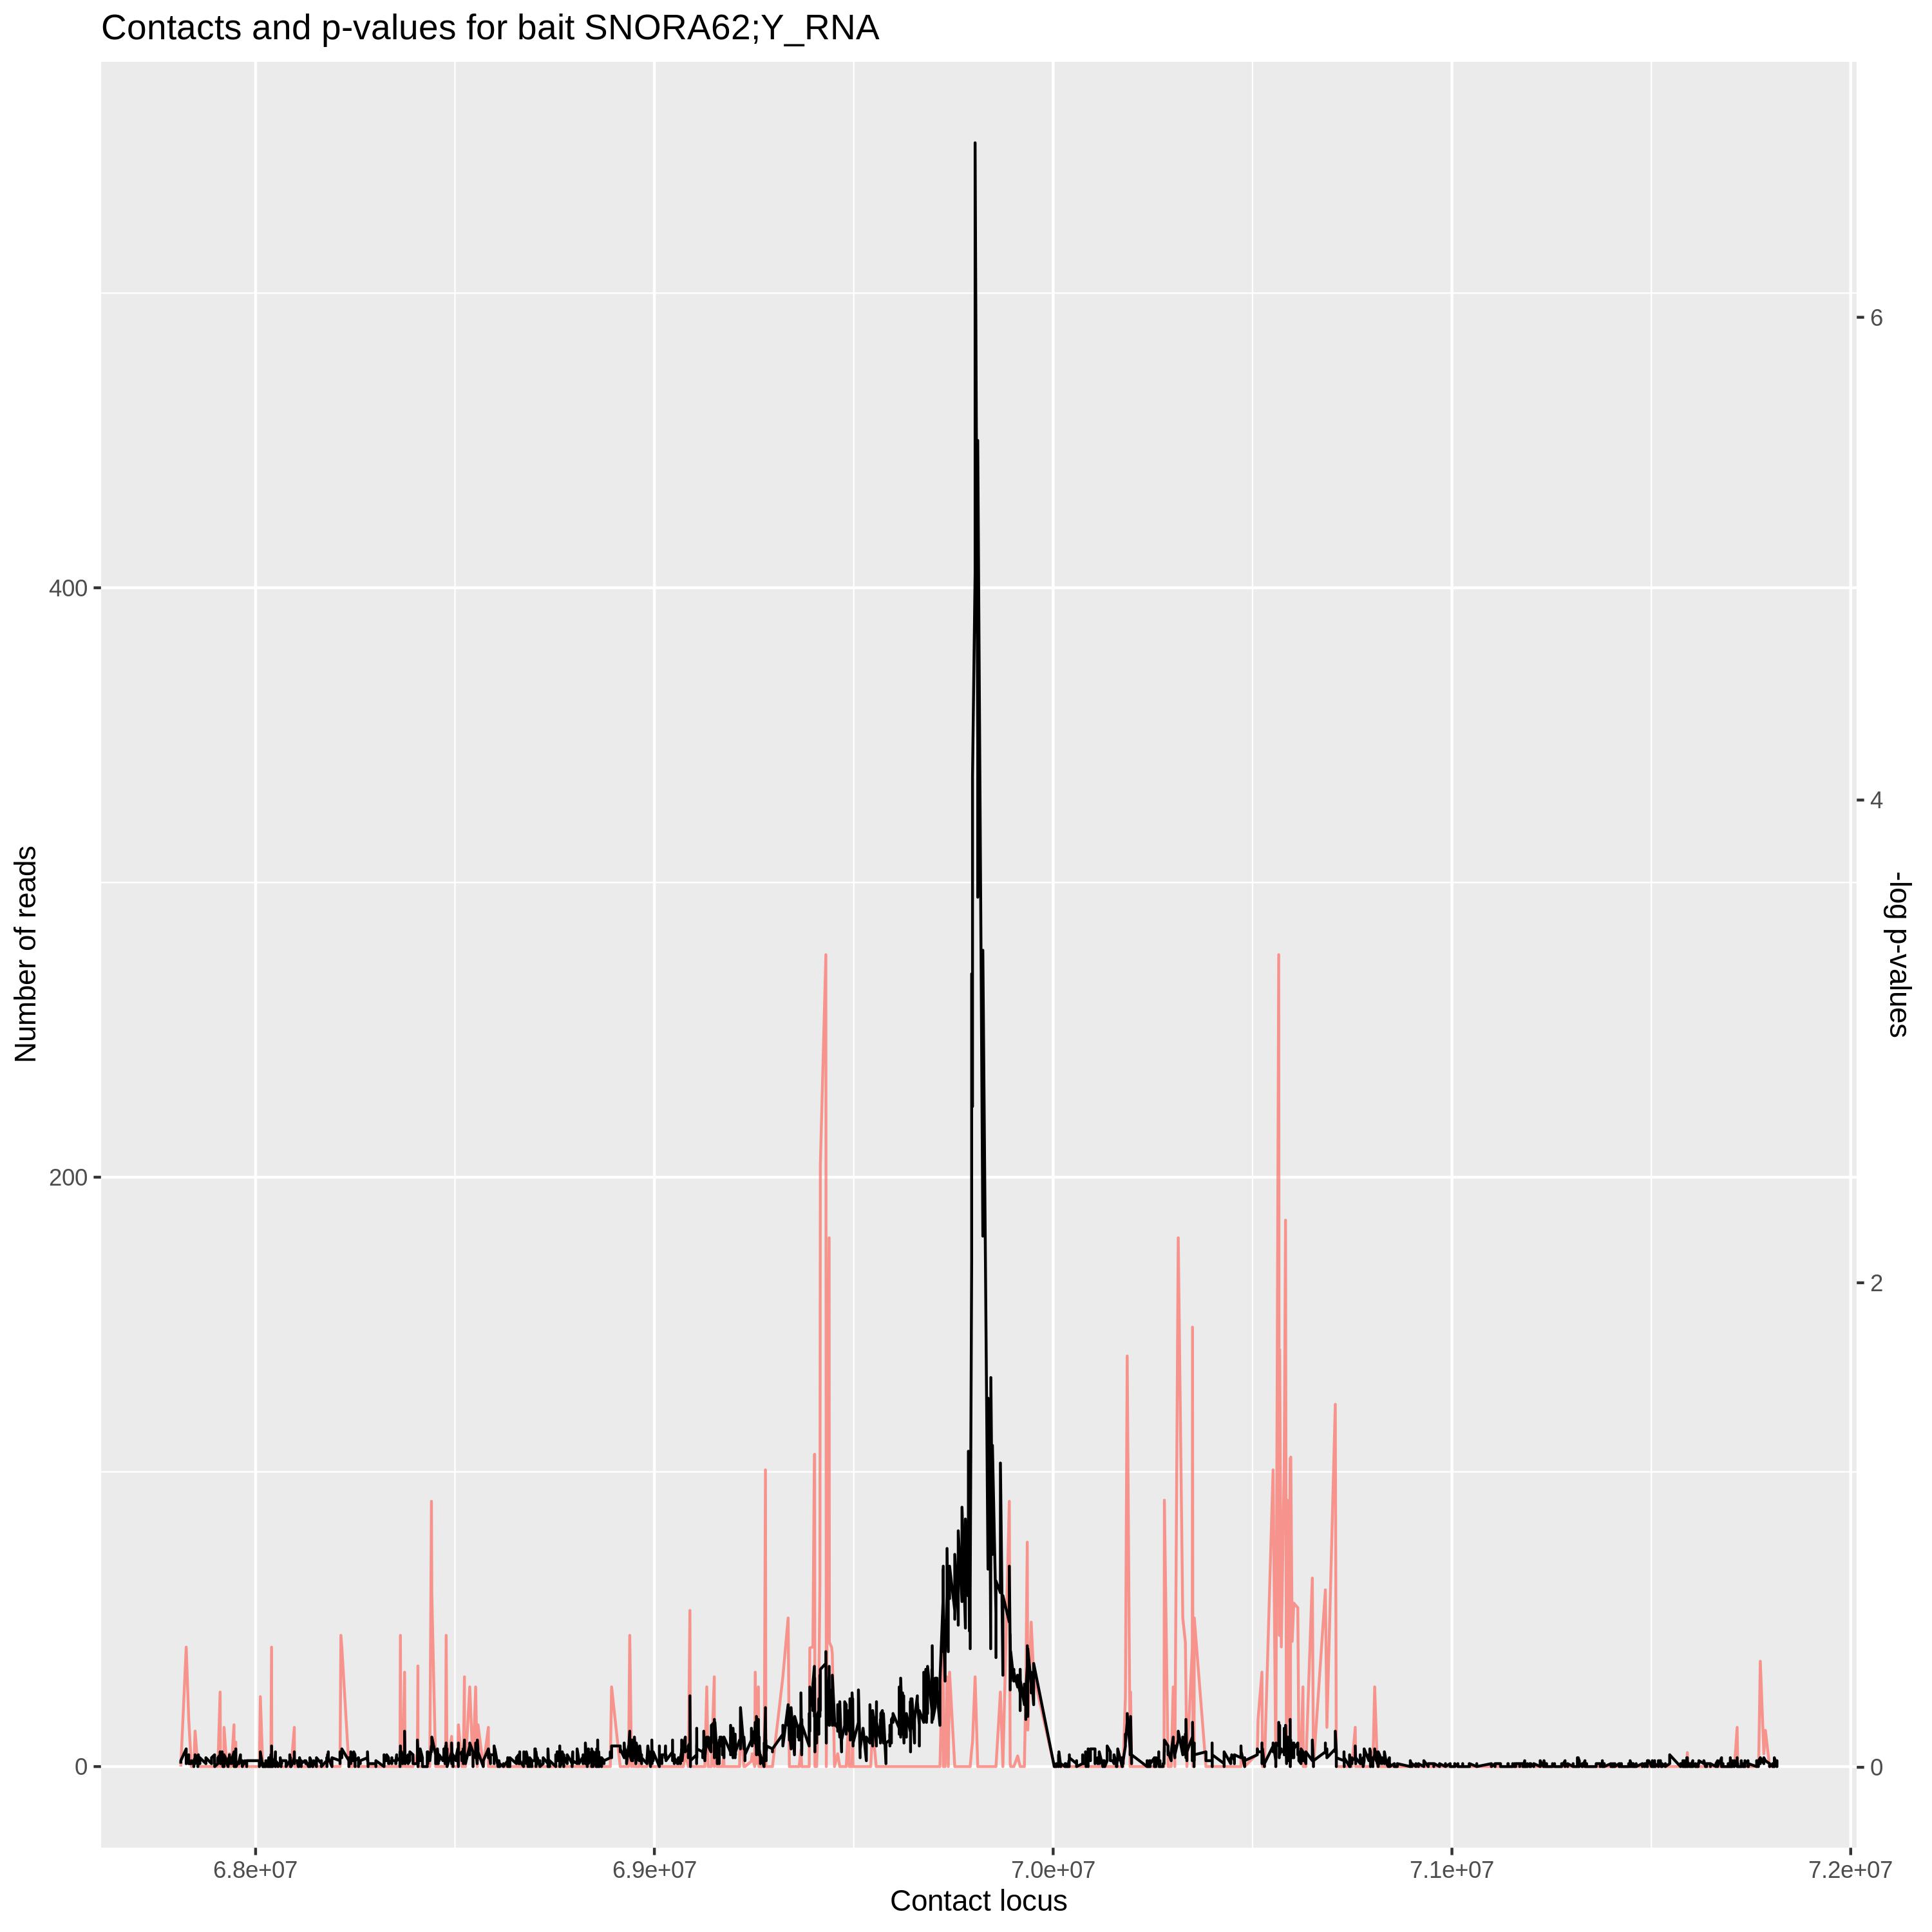 Contacts and p-values for bait SNORA62;Y_RNA
Number of reads
400
200
0
6
4
2
0
-log p-values
6.8e+07 6.9e+07 7.0e+07 7.1e+07 7.2e+07
Contact locus